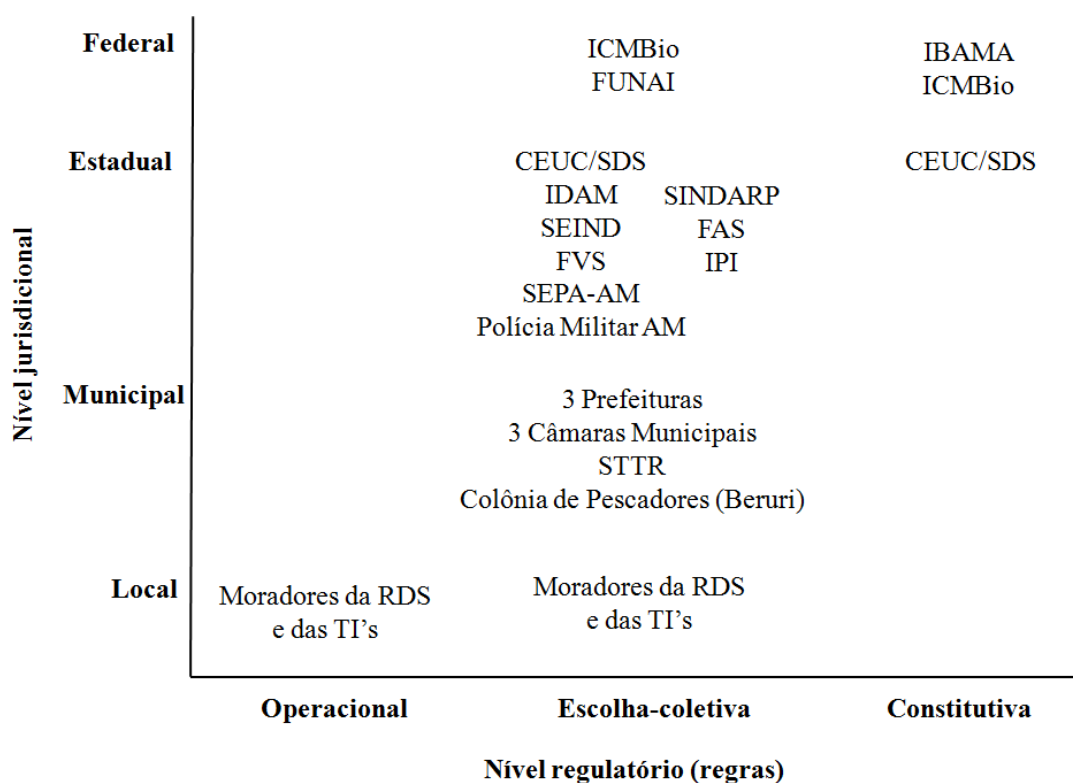 Nível jurisdicional
Federal
ICMBio
IBAMA
FUNAI
ICMBio
Estadual
CEUC/SDS
CEUC/SDS
IDAM
SINDARP
SEIND
FAS
FVS
IPI
SEPA-AM
Polícia Militar AM
Municipal
3 Prefeituras
3 Câmaras Municipais
STTR
Colônia de Pescadores (Beruri)
Local
Moradores da RDS
e das TI’s
Moradores da RDS
e das TI’s
Operacional
Escolha-coletiva
Constitutiva
Nível regulatório (regras)